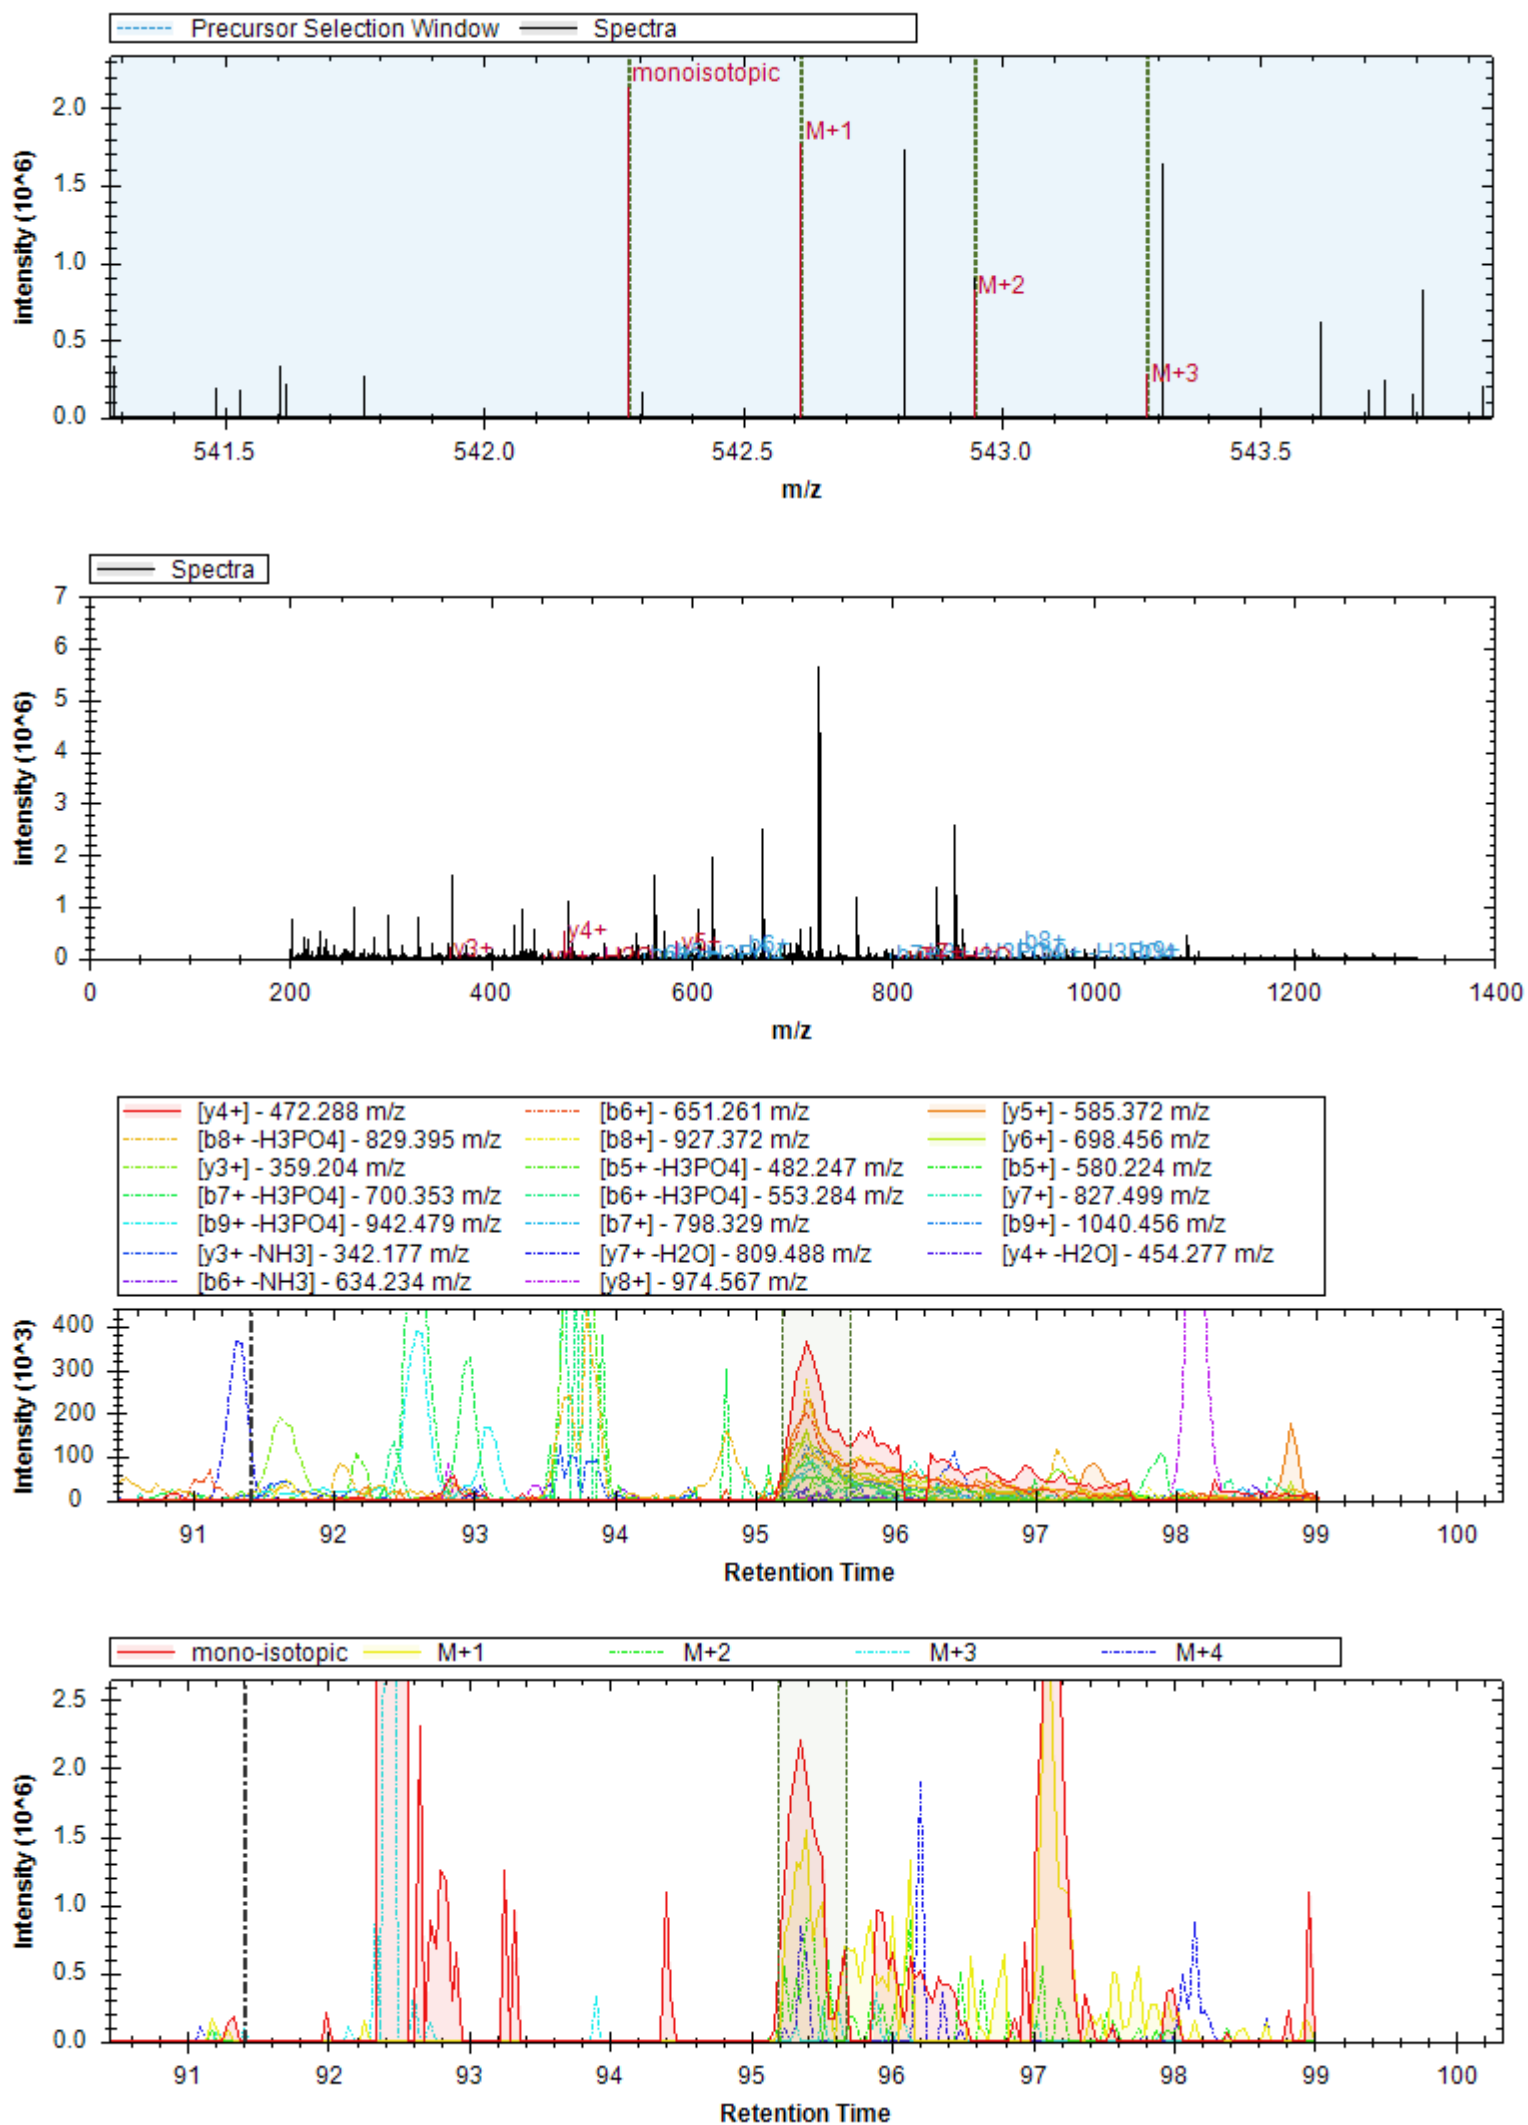 Precursor Selection Window Spectra
monoisotopic
M+1
M+2
M+3
intensity (10^6)
2.0
1.5
1.0
0.5
0.0
541.5 542.0 542.5 543.0 543.5
m/z
Spectra
intensity (10^6)
7
6
5
4
3
2
1
0
y3+ y4+ y5+ b6+ b8+ b9+
0 200 400 600 800 1000 1200 1400
m/z
[y4+] - 472.288 m/z [b6+] - 651.261 m/z [y5+] - 585.372 m/z
[b8+ -H3PO4] - 829.395 m/z [b8+] - 927.372 m/z [y6+] - 698.456 m/z
[y3+] - 359.204 m/z [b5+ -H3PO4] - 482.247 m/z [b5+] - 580.224 m/z
[b7+ -H3PO4] - 700.353 m/z [b6+ -H3PO4] - 553.284 m/z [y7+] - 827.499 m/z
[b9+ -H3PO4] - 942.479 m/z [b7+] - 798.329 m/z [b9+] - 1040.456 m/z
[y3+ -NH3] - 342.177 m/z [y7+ -H2O] - 809.488 m/z [y4+ -H2O] - 454.277 m/z
[b6+ -NH3] - 634.234 m/z [y8+] - 974.567 m/z
Intensity (10^3)
400
300
200
100
0
91 92 93 94 95 96 97 98 99 100
Retention Time
mono-isotopic M+1 M+2 M+3 M+4
Intensity (10^6)
2.5
2.0
1.5
1.0
0.5
0.0
91 92 93 94 95 96 97 98 99 100
Retention Time